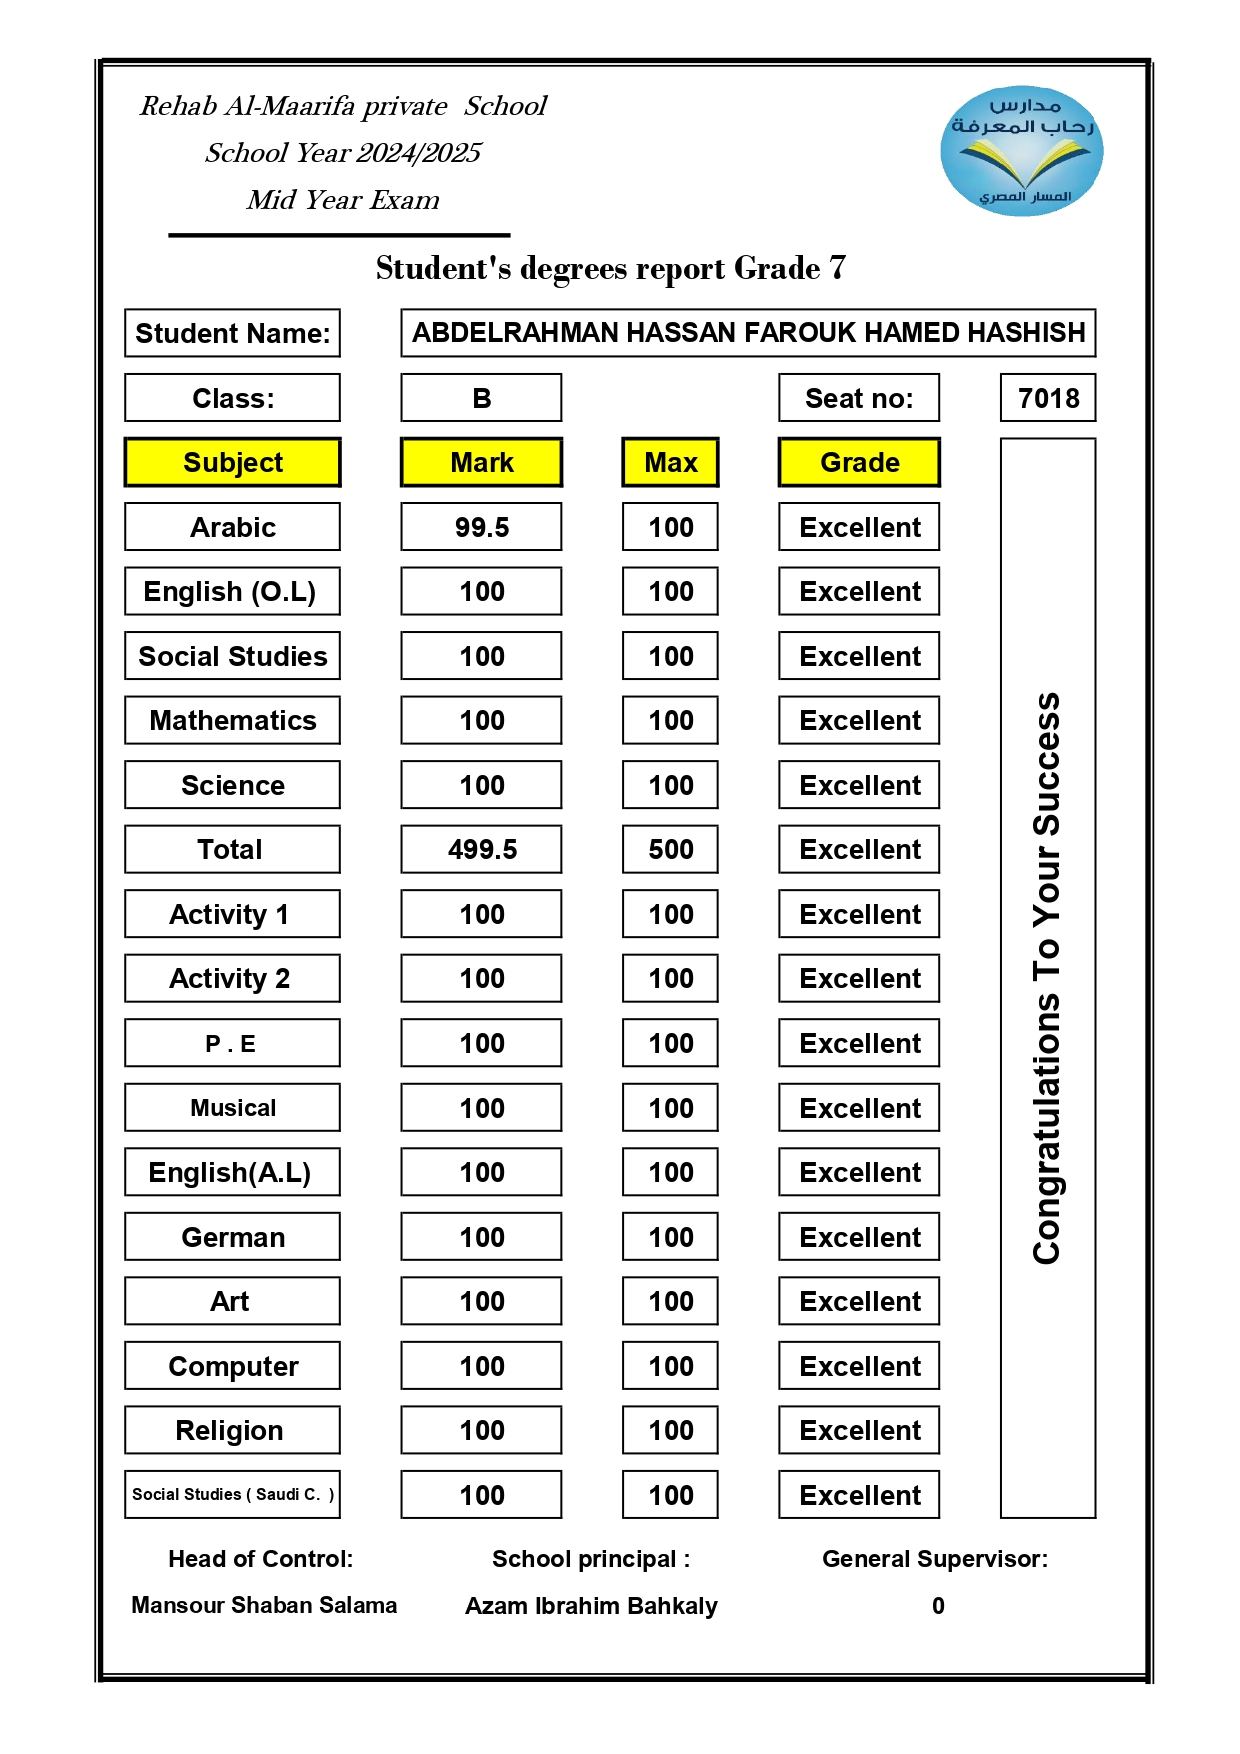 Rehab Al-Maarifa private School
School Year 2024/2025
Mid Year Exam
مدارس
رحاب المعرفة
المسار المصري
Student's degrees report Grade 7
Student Name: ABDELRAHMAN HASSAN FAROUK HAMED HASHISH
Class: B Seat no: 7018
Subject Mark Max Grade
Arabic 99.5 100 Excellent
English (O.L) 100 100 Excellent
Social Studies 100 100 Excellent
Mathematics 100 100 Excellent
Science 100 100 Excellent
Total 499.5 500 Excellent
Activity 1 100 100 Excellent
Activity 2 100 100 Excellent
P . E 100 100 Excellent
Musical 100 100 Excellent
English(A.L) 100 100 Excellent
German 100 100 Excellent
Art 100 100 Excellent
Computer 100 100 Excellent
Religion 100 100 Excellent
Social Studies ( Saudi C. ) 100 100 Excellent
Congratulations To Your Success
Head of Control: School principal : General Supervisor:
Mansour Shaban Salama Azam Ibrahim Bahkaly 0